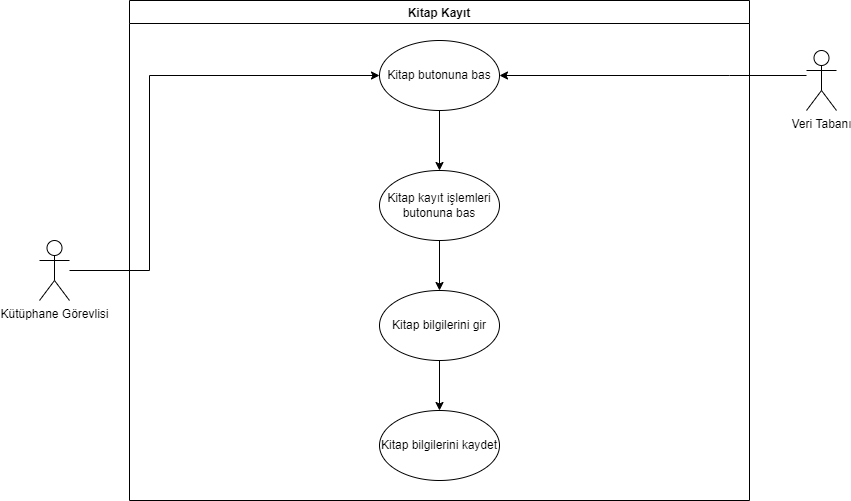 Kitap Kayıt
Kitap butonuna bas
Veri Tabanı
Kitap kayıt işlemleri
butonuna bas
Kütüphane Görevlisi
Kitap bilgilerini gir
Kitap bilgilerini kaydet